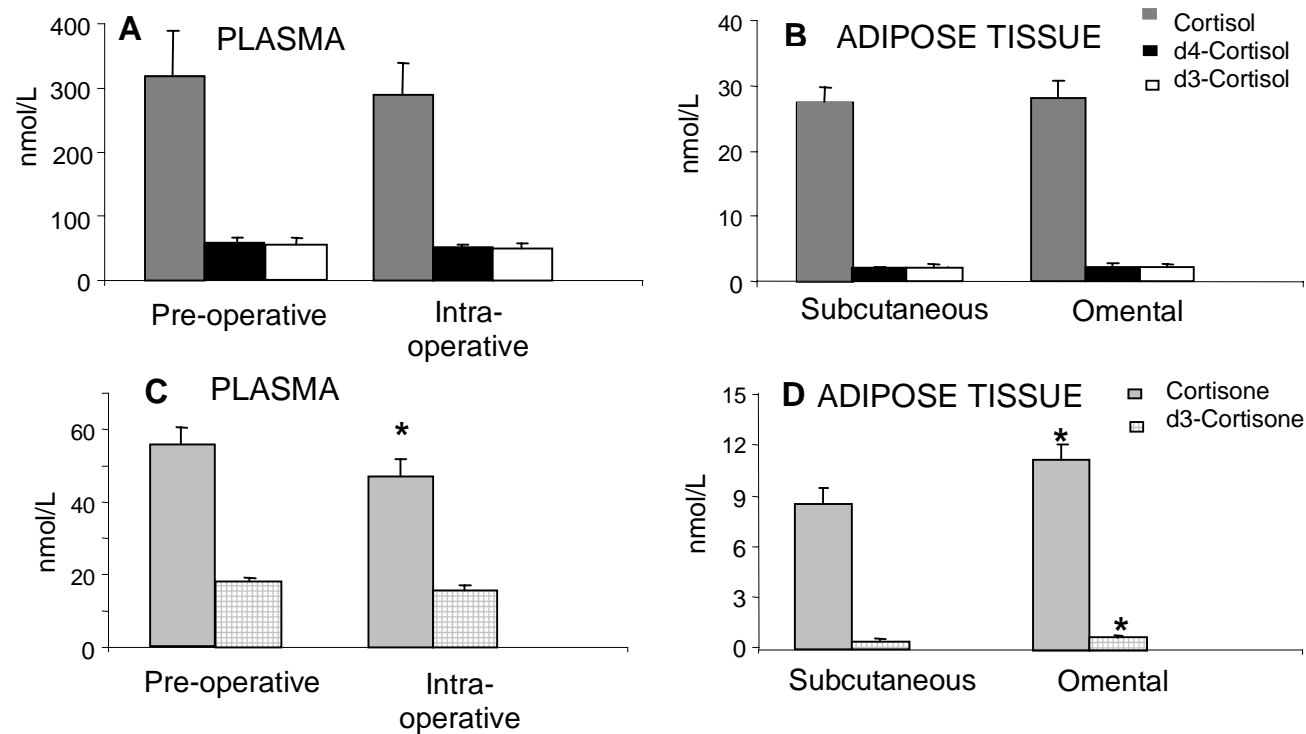 A PLASMA
400
300
200
100
0
nmol/L
Pre-operative
Intra-
operative
B ADIPOSE TISSUE
40
30
20
10
0
nmol/L
Subcutaneous
Omental
Cortisol
d4-Cortisol
d3-Cortisol
C PLASMA
60
40
20
0
nmol/L
*
Pre-operative
Intra-
operative
D ADIPOSE TISSUE
15
12
9
6
3
0
nmol/L
*
*
Subcutaneous
Omental
Cortisone
d3-Cortisone